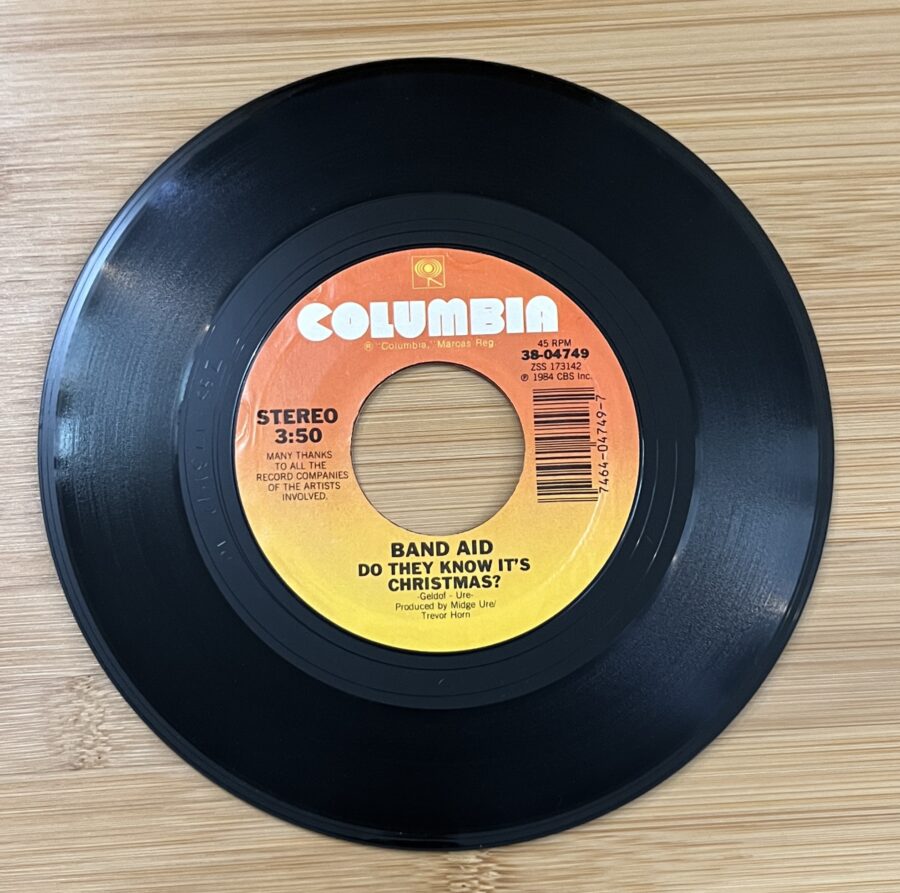 COLUMBIA
® "Columbia," Marcas Reg
45 RPM
38-04749
ZSS 173142
℗ 1984 CBS Inc.
STEREO
3:50
MANY THANKS
TO ALL THE
RECORD COMPANIES
OF THE ARTISTS
INVOLVED.
7464-04749-7
BAND AID
DO THEY KNOW IT'S
CHRISTMAS?
-Geldof - Ure-
Produced by Midge Ure/
Trevor Horn